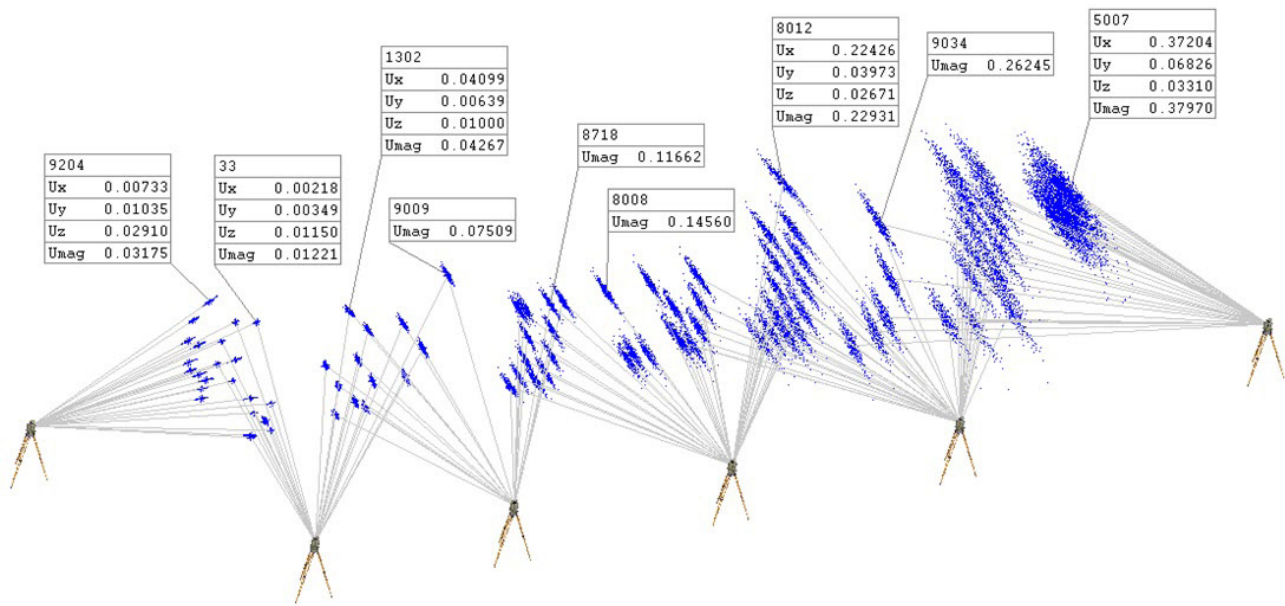 9204
Ux 0.00733
Uy 0.01035
Uz 0.02910
Umag 0.03175
33
Ux 0.00218
Uy 0.00349
Uz 0.01150
Umag 0.01221
1302
Ux 0.04099
Uy 0.00639
Uz 0.01000
Umag 0.04267
9009
Umag 0.07509
8718
Umag 0.11662
8008
Umag 0.14560
8012
Ux 0.22426
Uy 0.03973
Uz 0.02671
Umag 0.22931
9034
Umag 0.26245
5007
Ux 0.37204
Uy 0.06826
Uz 0.03310
Umag 0.37970